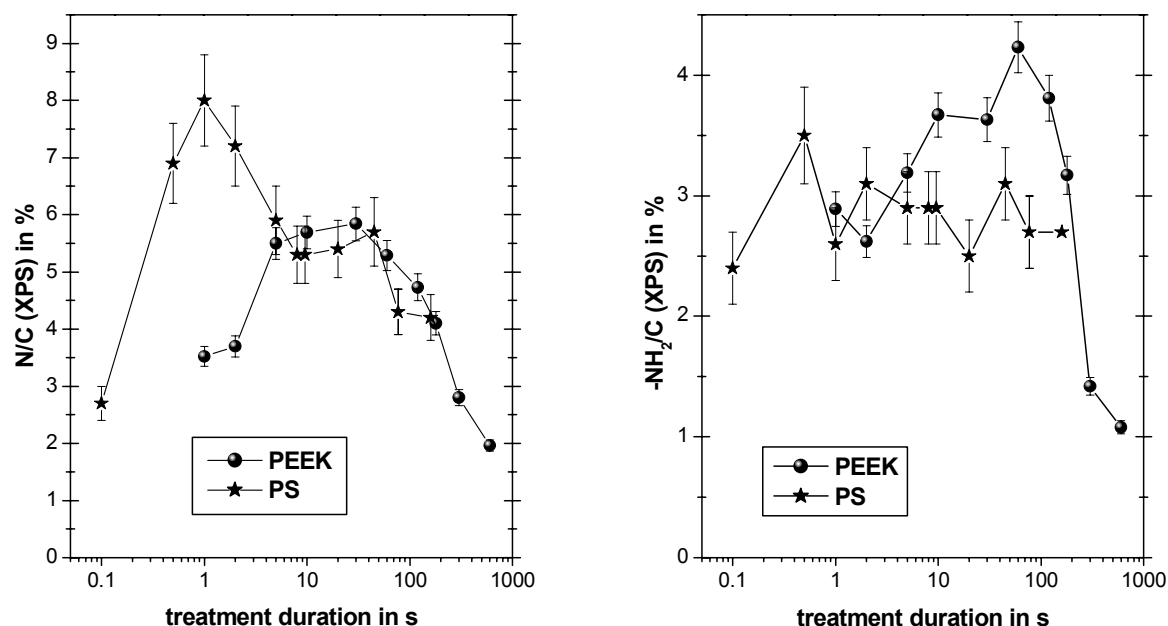 N/C (XPS) in %
9
8
7
6
5
4
3
2
1
0
PEEK
PS
0.1 1 10 100 1000
treatment duration in s
-NH₂/C (XPS) in %
4
3
2
1
0
PEEK
PS
0.1 1 10 100 1000
treatment duration in s